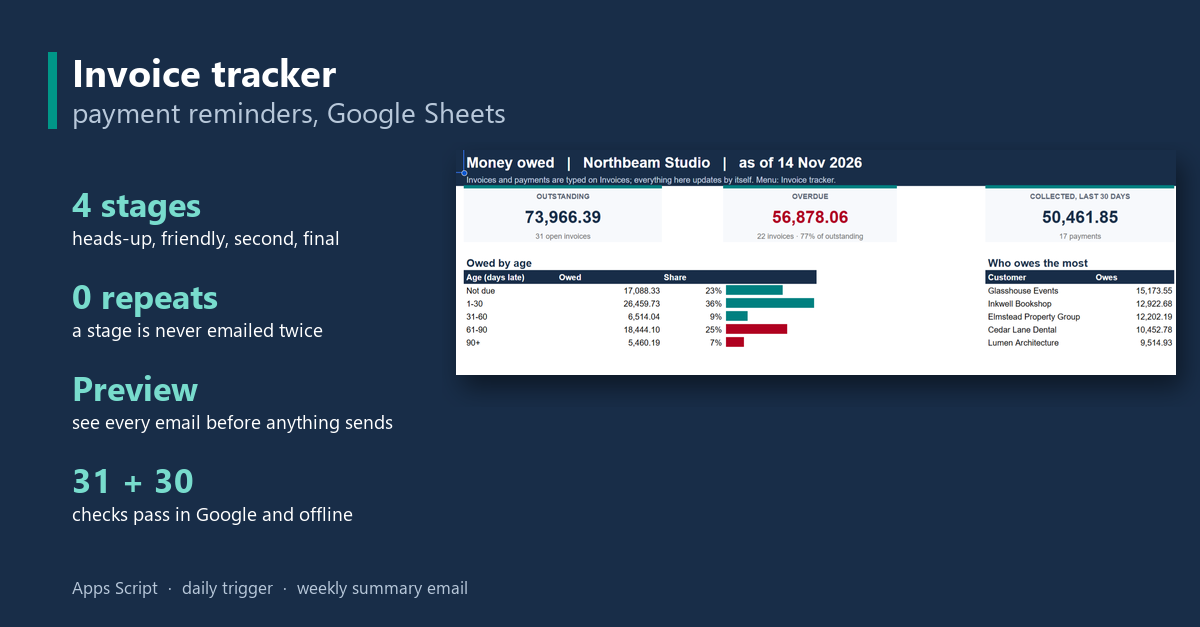 Invoice tracker
payment reminders, Google Sheets
4 stages
heads-up, friendly, second, final
0 repeats
a stage is never emailed twice
Preview
see every email before anything sends
31 + 30
checks pass in Google and offline
Apps Script · daily trigger · weekly summary email
Money owed | Northbeam Studio | as of 14 Nov 2026
Invoices and payments are typed on Invoices; everything here updates by itself. Menu: Invoice tracker.
OUTSTANDING
73,966.39
31 open invoices
OVERDUE
56,878.06
22 invoices · 77% of outstanding
COLLECTED, LAST 30 DAYS
50,461.85
17 payments
Owed by age
Age (days late) Owed Share
Not due 17,088.33 23%
1-30 26,459.73 36%
31-60 6,514.04 9%
61-90 18,444.10 25%
90+ 5,460.19 7%
Who owes the most
Customer Owes
Glasshouse Events 15,173.55
Inkwell Bookshop 12,922.68
Elmstead Property Group 12,202.19
Cedar Lane Dental 10,452.78
Lumen Architecture 9,514.93